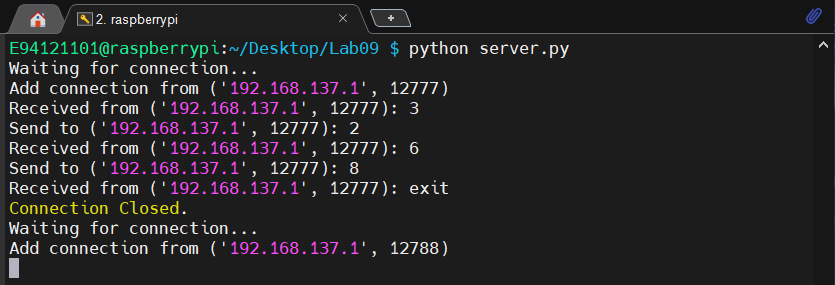 2. raspberrypi
E94121101@raspberrypi:~/Desktop/Lab09 $ python server.py
Waiting for connection...
Add connection from ('192.168.137.1', 12777)
Received from ('192.168.137.1', 12777): 3
Send to ('192.168.137.1', 12777): 2
Received from ('192.168.137.1', 12777): 6
Send to ('192.168.137.1', 12777): 8
Received from ('192.168.137.1', 12777): exit
Connection Closed.
Waiting for connection...
Add connection from ('192.168.137.1', 12788)